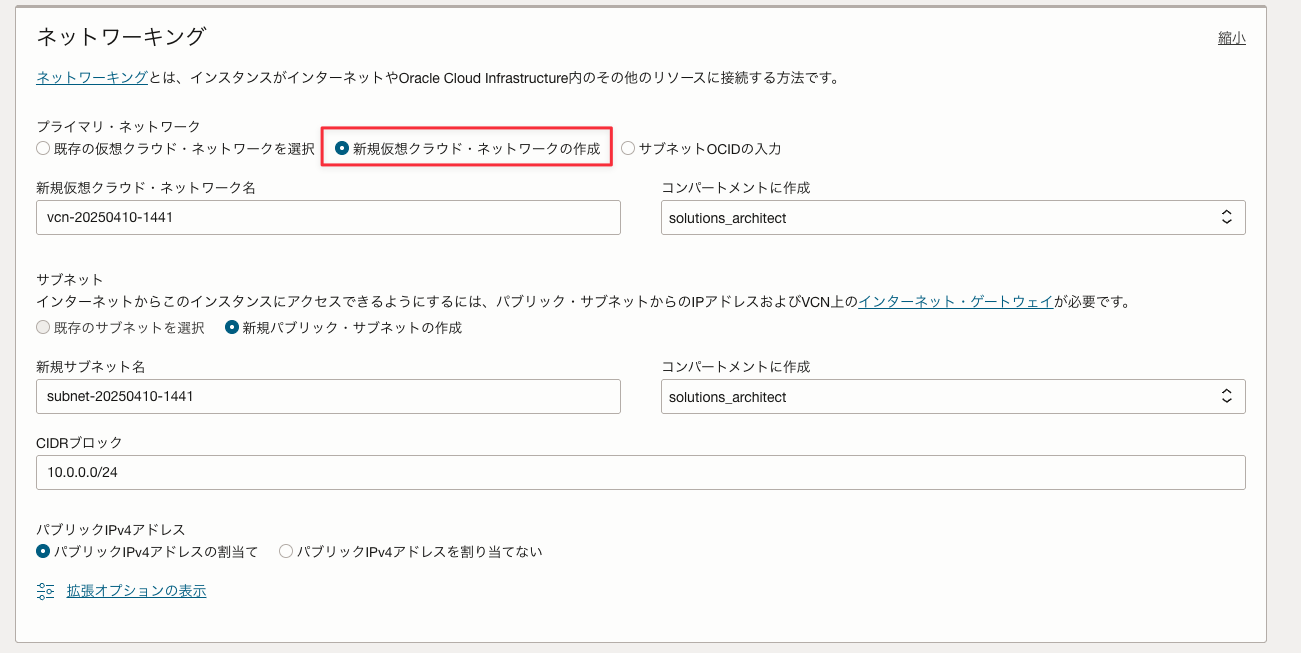 ネットワーキング
縮小
ネットワーキングとは、インスタンスがインターネットやOracle Cloud Infrastructure内のその他のリソースに接続する方法です。
プライマリ・ネットワーク
既存の仮想クラウド・ネットワークを選択 新規仮想クラウド・ネットワークの作成 サブネットOCIDの入力
新規仮想クラウド・ネットワーク名 コンパートメントに作成
vcn-20250410-1441 solutions_architect
サブネット
インターネットからこのインスタンスにアクセスできるようにするには、パブリック・サブネットからのIPアドレスおよびVCN上のインターネット・ゲートウェイが必要です。
既存のサブネットを選択 新規パブリック・サブネットの作成
新規サブネット名 コンパートメントに作成
subnet-20250410-1441 solutions_architect
CIDRブロック
10.0.0.0/24
パブリックIPv4アドレス
パブリックIPv4アドレスの割当て パブリックIPv4アドレスを割り当てない
拡張オプションの表示